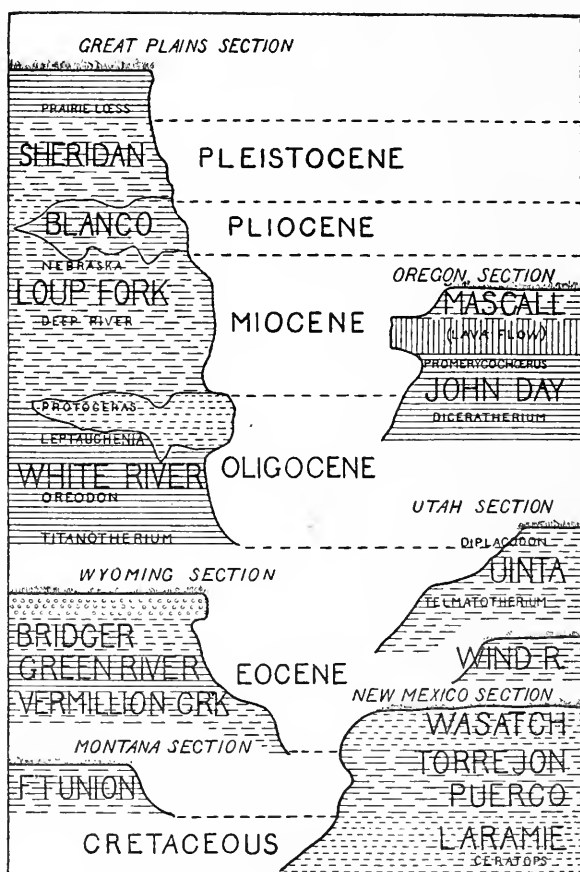 GREAT PLAINS SECTION
PRAIRIE LŒSS
SHERIDAN
PLEISTOCENE
BLANCO
PLIOCENE
NEBRASKA
OREGON SECTION
LOUP FORK
MASCALL
DEEP RIVER
MIOCENE
(LAVA FLOW)
PROMERYCOCHŒRUS
JOHN DAY
PROTOCERAS
DICERATHERIUM
LEPTAUCHENIA
WHITE RIVER
OLIGOCENE
OREODON
UTAH SECTION
TITANOTHERIUM
DIPLACODON
WYOMING SECTION
UINTA
TELMATOTHERIUM
BRIDGER
GREEN RIVER
EOCENE
WIND R.
VERMILLION CRK
NEW MEXICO SECTION
MONTANA SECTION
WASATCH
FT UNION
TORREJON
PUERCO
CRETACEOUS
LARAMIE
CERATOPS